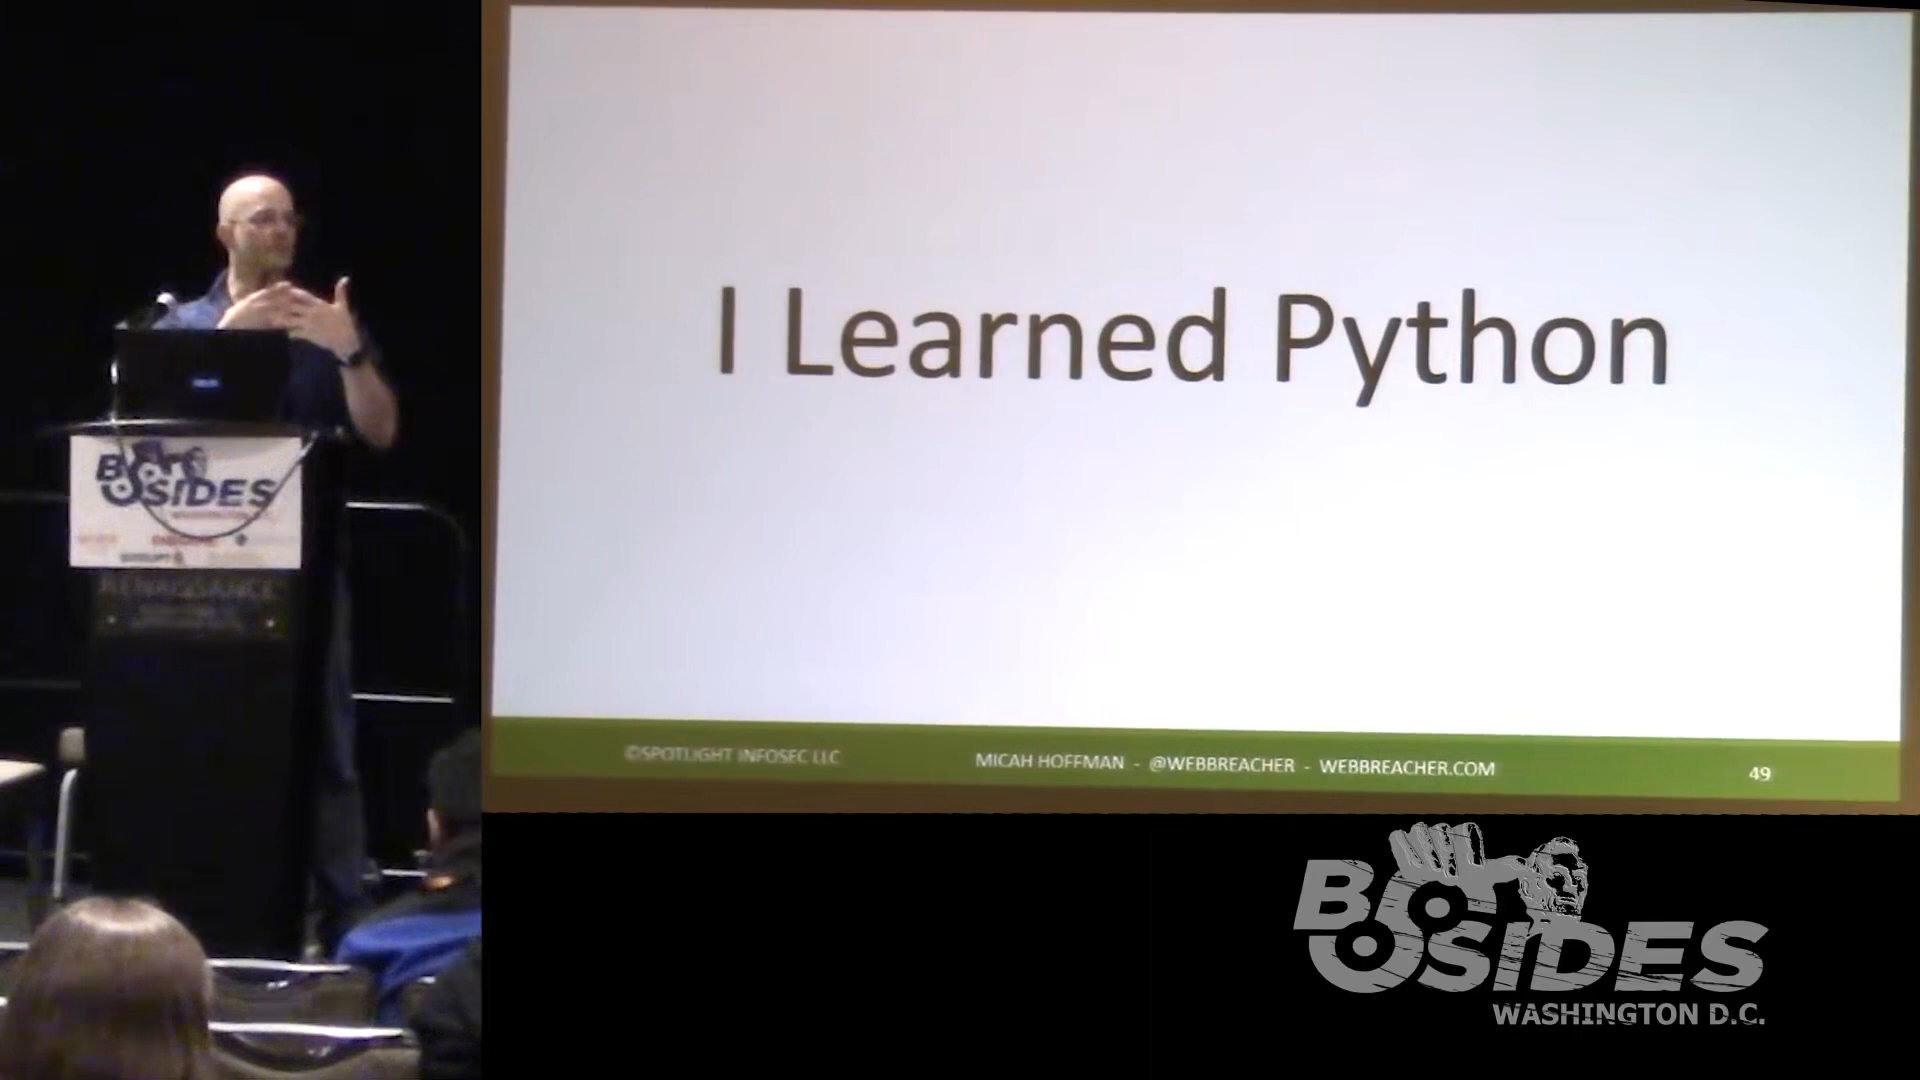 I Learned Python
©SPOTLIGHT INFOSEC LLC
MICAH HOFFMAN - @WEBBREACHER - WEBBREACHER.COM
49
BSIDES
RENAISSANCE
BSIDES
WASHINGTON D.C.